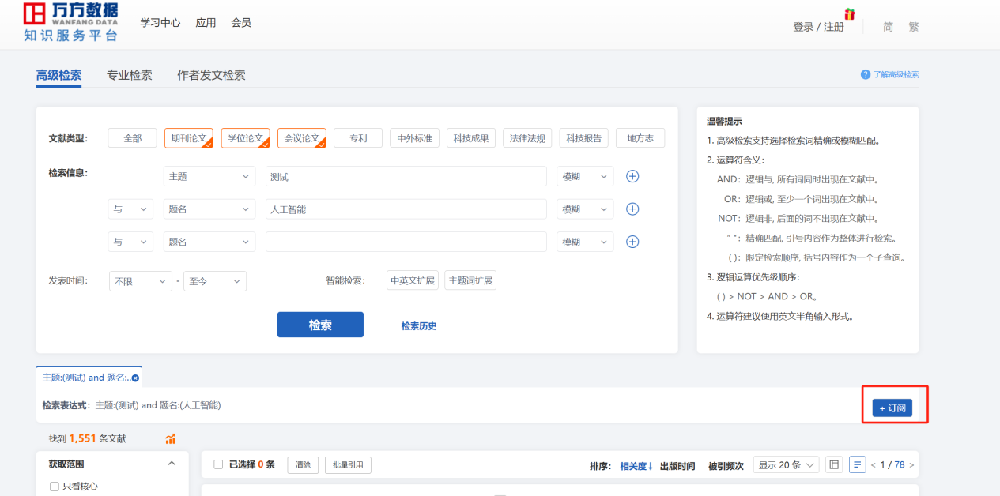 万方数据
WANFANG DATA
知识服务平台
学习中心 应用 会员
登录 / 注册 简 繁
高级检索 专业检索 作者发文检索
? 了解高级检索
文献类型: 全部 期刊论文 学位论文 会议论文 专利 中外标准 科技成果 法律法规 科技报告 地方志
检索信息: 主题 测试 模糊
与 题名 人工智能 模糊
与 题名 模糊
发表时间: 不限 - 至今 智能检索: 中英文扩展 主题词扩展
检索 检索历史
温馨提示
1. 高级检索支持选择检索词精确或模糊匹配。
2. 运算符含义:
AND: 逻辑与, 所有词同时出现在文献中。
OR: 逻辑或, 至少一个词出现在文献中。
NOT: 逻辑非, 后面的词不出现在文献中。
" ": 精确匹配, 引号内容作为整体进行检索。
( ): 限定检索顺序, 括号内容作为一个子查询。
3. 逻辑运算优先级顺序:
( ) > NOT > AND > OR。
4. 运算符建议使用英文半角输入形式。
主题:(测试) and 题名:..
检索表达式: 主题:(测试) and 题名:(人工智能)
+ 订阅
找到 1,551 条文献
获取范围
只看核心
已选择 0 条 清除 批量引用 排序: 相关度↓ 出版时间 被引频次 显示 20 条 < 1 / 78 >